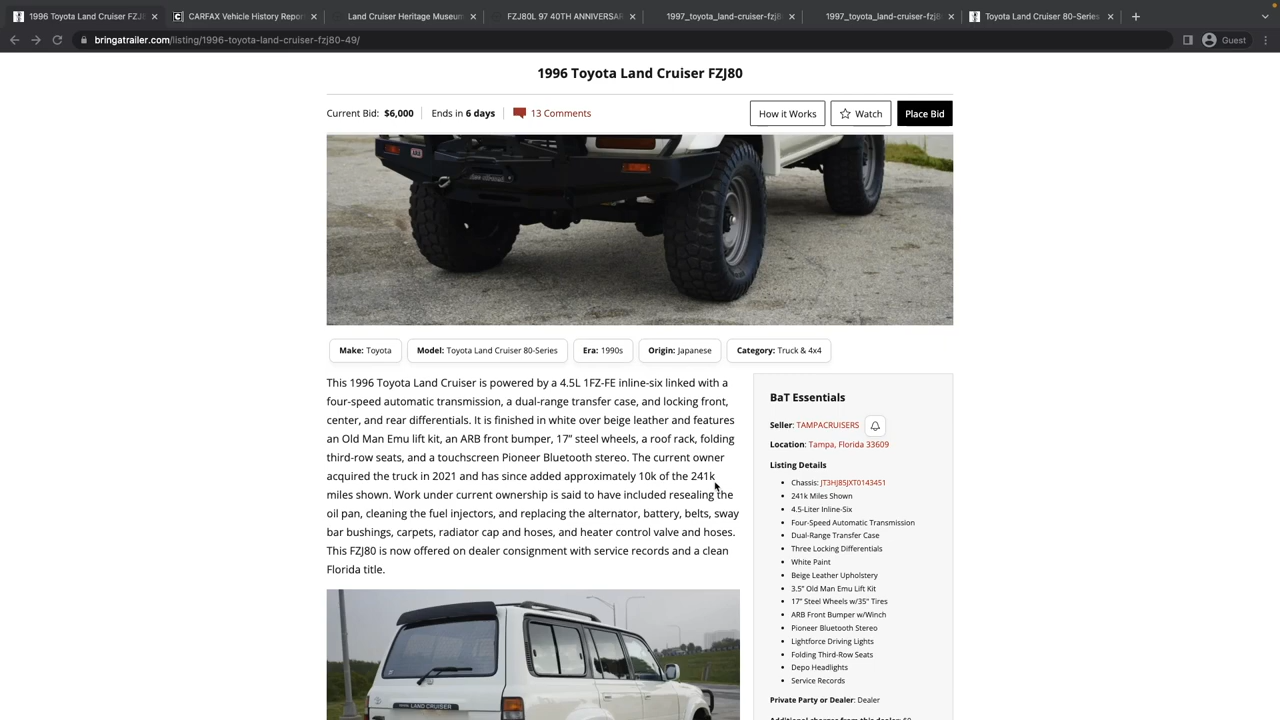 1996 Toyota Land Cruiser FZJ8
CARFAX Vehicle History Repor
Land Cruiser Heritage Museum
FZJ80L 97 40TH ANNIVERSAR
1997_toyota_land-cruiser-fzj8
1997_toyota_land-cruiser-fzj8
Toyota Land Cruiser 80-Series
bringatrailer.com/listing/1996-toyota-land-cruiser-fzj80-49/
Guest
1996 Toyota Land Cruiser FZJ80
Current Bid: $6,000
Ends in 6 days
13 Comments
How it Works
Watch
Place Bid
ARB
Make: Toyota
Model: Toyota Land Cruiser 80-Series
Era: 1990s
Origin: Japanese
Category: Truck & 4x4
This 1996 Toyota Land Cruiser is powered by a 4.5L 1FZ-FE inline-six linked with a
four-speed automatic transmission, a dual-range transfer case, and locking front,
center, and rear differentials. It is finished in white over beige leather and features
an Old Man Emu lift kit, an ARB front bumper, 17” steel wheels, a roof rack, folding
third-row seats, and a touchscreen Pioneer Bluetooth stereo. The current owner
acquired the truck in 2021 and has since added approximately 10k of the 241k
miles shown. Work under current ownership is said to have included resealing the
oil pan, cleaning the fuel injectors, and replacing the alternator, battery, belts, sway
bar bushings, carpets, radiator cap and hoses, and heater control valve and hoses.
This FZJ80 is now offered on dealer consignment with service records and a clean
Florida title.
LAND CRUISER
BaT Essentials
Seller: TAMPACRUISERS
Location: Tampa, Florida 33609
Listing Details
Chassis: JT3HJ85JXT0143451
241k Miles Shown
4.5-Liter Inline-Six
Four-Speed Automatic Transmission
Dual-Range Transfer Case
Three Locking Differentials
White Paint
Beige Leather Upholstery
3.5” Old Man Emu Lift Kit
17” Steel Wheels w/35” Tires
ARB Front Bumper w/Winch
Pioneer Bluetooth Stereo
Lightforce Driving Lights
Folding Third-Row Seats
Depo Headlights
Service Records
Private Party or Dealer: Dealer
Additional charges from this dealer: $0